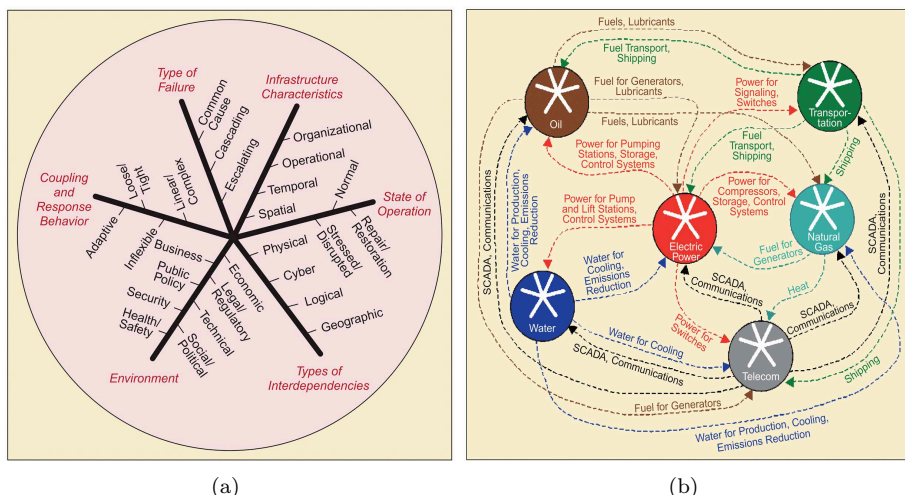 Type of
Failure
Common
Cause
Cascading
Escalating
Infrastructure
Characteristics
Organizational
Operational
Temporal
Spatial
Coupling
and
Response
Behavior
Loose/
Tight
Linear/
Complex
Adaptive
Inflexible
State of
Operation
Normal
Stressed/
Disrupted
Repair/
Restoration
Environment
Business
Public
Policy
Security
Health/
Safety
Economic
Legal/
Regulatory
Technical
Social/
Political
Types of
Interdependencies
Physical
Cyber
Logical
Geographic
(a)
Fuels, Lubricants
Fuel Transport,
Shipping
Fuel for Generators,
Lubricants
Power for
Signaling,
Switches
Oil
Transpor-
tation
Fuels, Lubricants
Fuel
Transport,
Shipping
Shipping
Power for Pumping
Stations, Storage,
Control Systems
SCADA, Communications
Water for Production,
Cooling, Emissions
Reduction
Power for Pump
and Lift Stations,
Control Systems
Power for
Compressors,
Storage, Control
Systems
Electric
Power
Natural
Gas
SCADA,
Communications
Water for
Cooling,
Emissions
Reduction
Fuel for
Generators
SCADA,
Communications
Heat
Water
SCADA,
Communications
Water for Cooling
Power for
Switches
SCADA, Communications
Telecom
Shipping
Fuel for Generators
Water for Production, Cooling,
Emissions Reduction
(b)